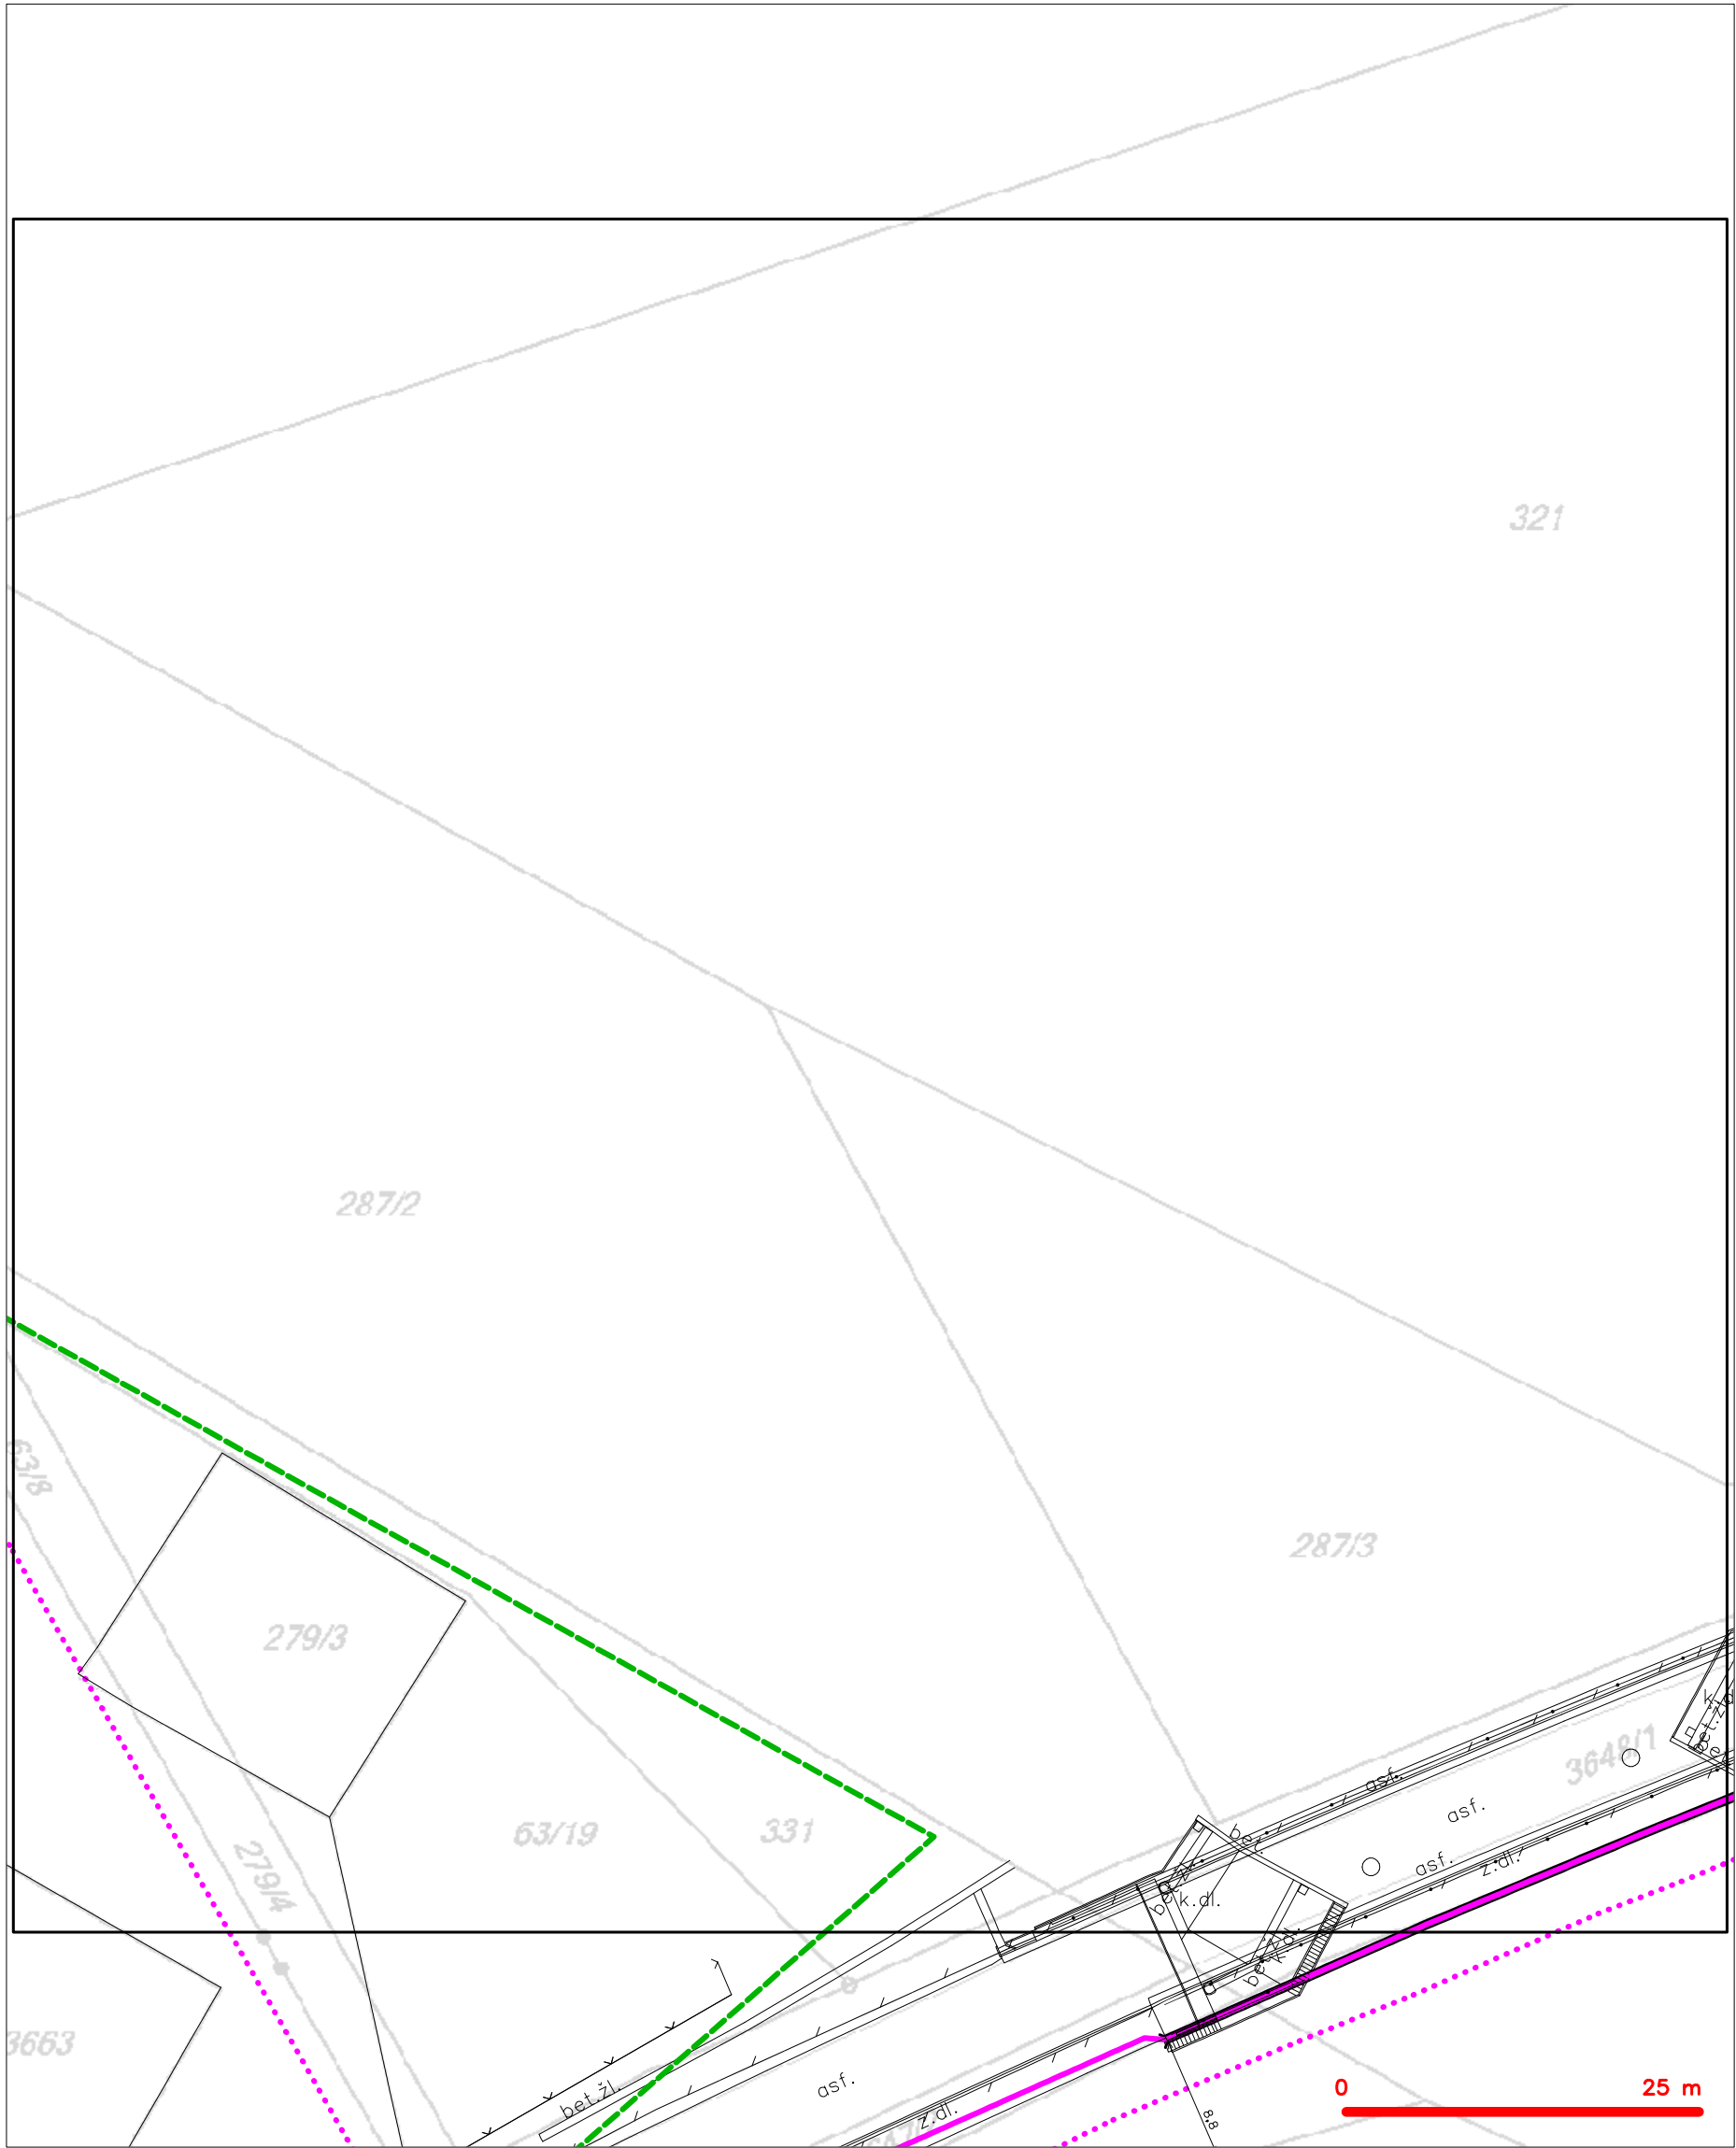 321
287/2
63/8
287/3
279/3
k.d
3648/1
asf.
asf.
63/19
331
asf.
z.dl.
279/4
k.dl.
3663
0
25 m
bet.žl.
asf.
z.dl.
8.8